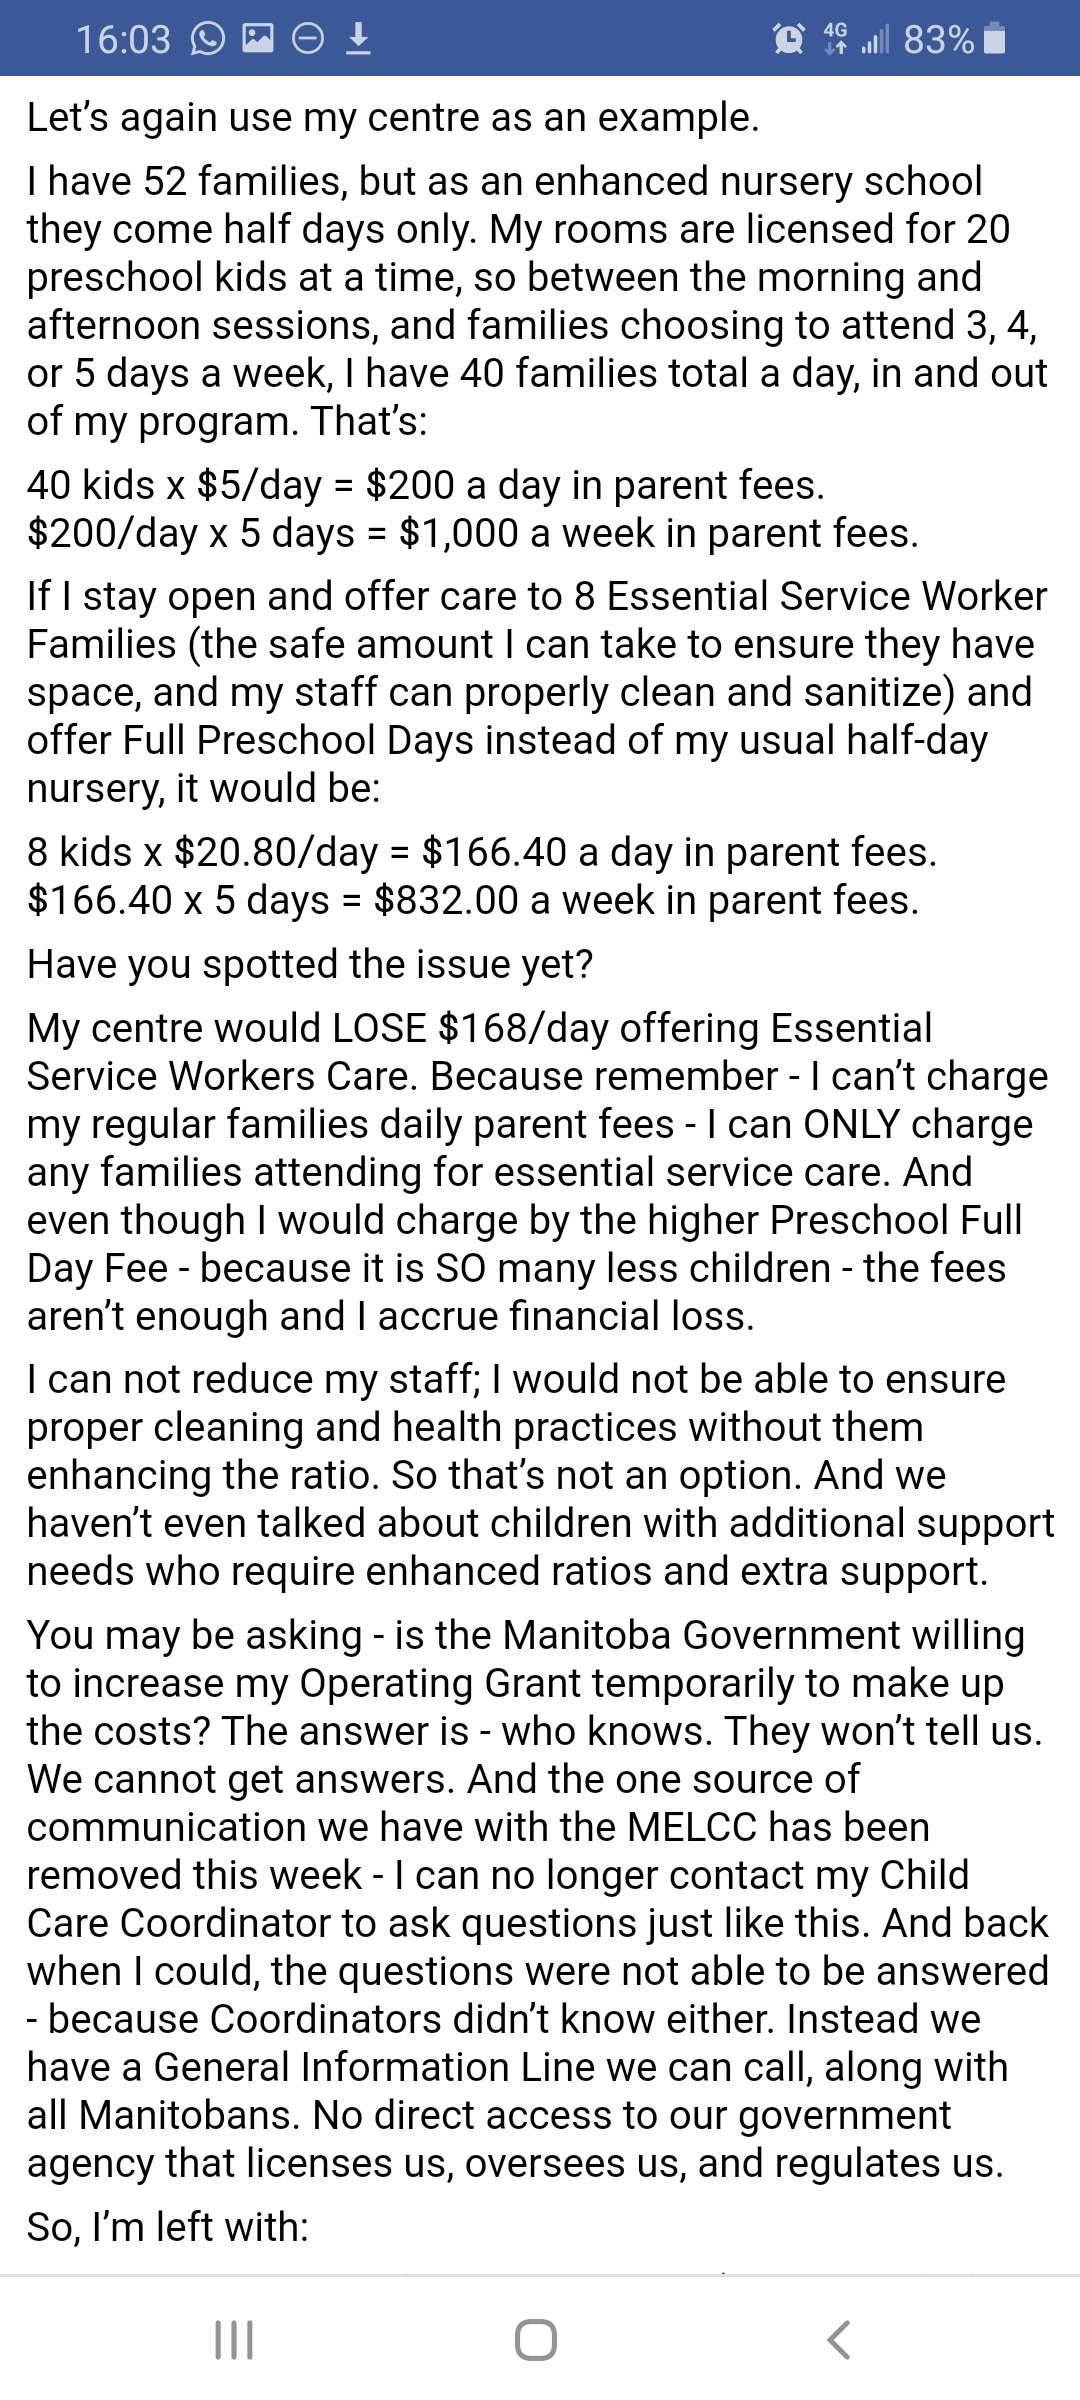 16:03
4G
83%
Let's again use my centre as an example.
I have 52 families, but as an enhanced nursery school
they come half days only. My rooms are licensed for 20
preschool kids at a time, so between the morning and
afternoon sessions, and families choosing to attend 3, 4,
or 5 days a week, I have 40 families total a day, in and out
of my program. That's:
40 kids x $5/day = $200 a day in parent fees.
$200/day x 5 days = $1,000 a week in parent fees.
If I stay open and offer care to 8 Essential Service Worker
Families (the safe amount I can take to ensure they have
space, and my staff can properly clean and sanitize) and
offer Full Preschool Days instead of my usual half-day
nursery, it would be:
8 kids x $20.80/day = $166.40 a day in parent fees.
$166.40 x 5 days = $832.00 a week in parent fees.
Have you spotted the issue yet?
My centre would LOSE $168/day offering Essential
Service Workers Care. Because remember - I can't charge
my regular families daily parent fees - I can ONLY charge
any families attending for essential service care. And
even though I would charge by the higher Preschool Full
Day Fee - because it is SO many less children - the fees
aren't enough and I accrue financial loss.
I can not reduce my staff; I would not be able to ensure
proper cleaning and health practices without them
enhancing the ratio. So that's not an option. And we
haven't even talked about children with additional support
needs who require enhanced ratios and extra support.
You may be asking - is the Manitoba Government willing
to increase my Operating Grant temporarily to make up
the costs? The answer is - who knows. They won't tell us.
We cannot get answers. And the one source of
communication we have with the MELCC has been
removed this week - I can no longer contact my Child
Care Coordinator to ask questions just like this. And back
when I could, the questions were not able to be answered
- because Coordinators didn't know either. Instead we
have a General Information Line we can call, along with
all Manitobans. No direct access to our government
agency that licenses us, oversees us, and regulates us.
So, I'm left with: